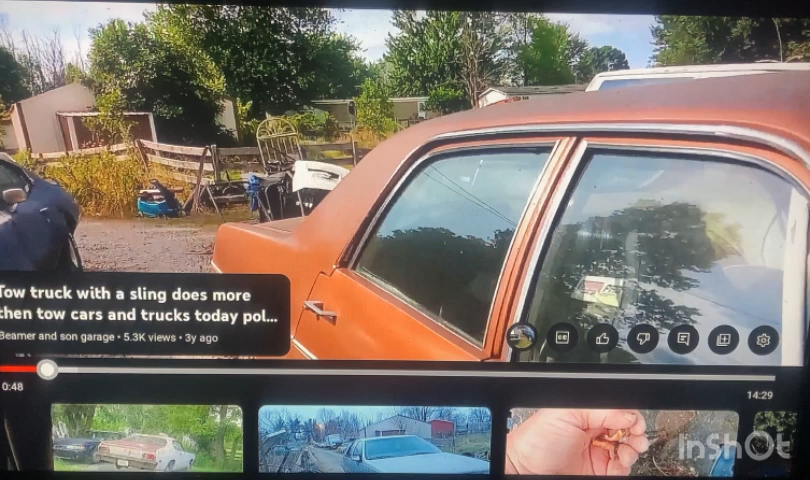 Tow truck with a sling does more
then tow cars and trucks today pol...
Beamer and son garage • 5.3K views • 3y ago
CC
0:48
14:29
InShOt